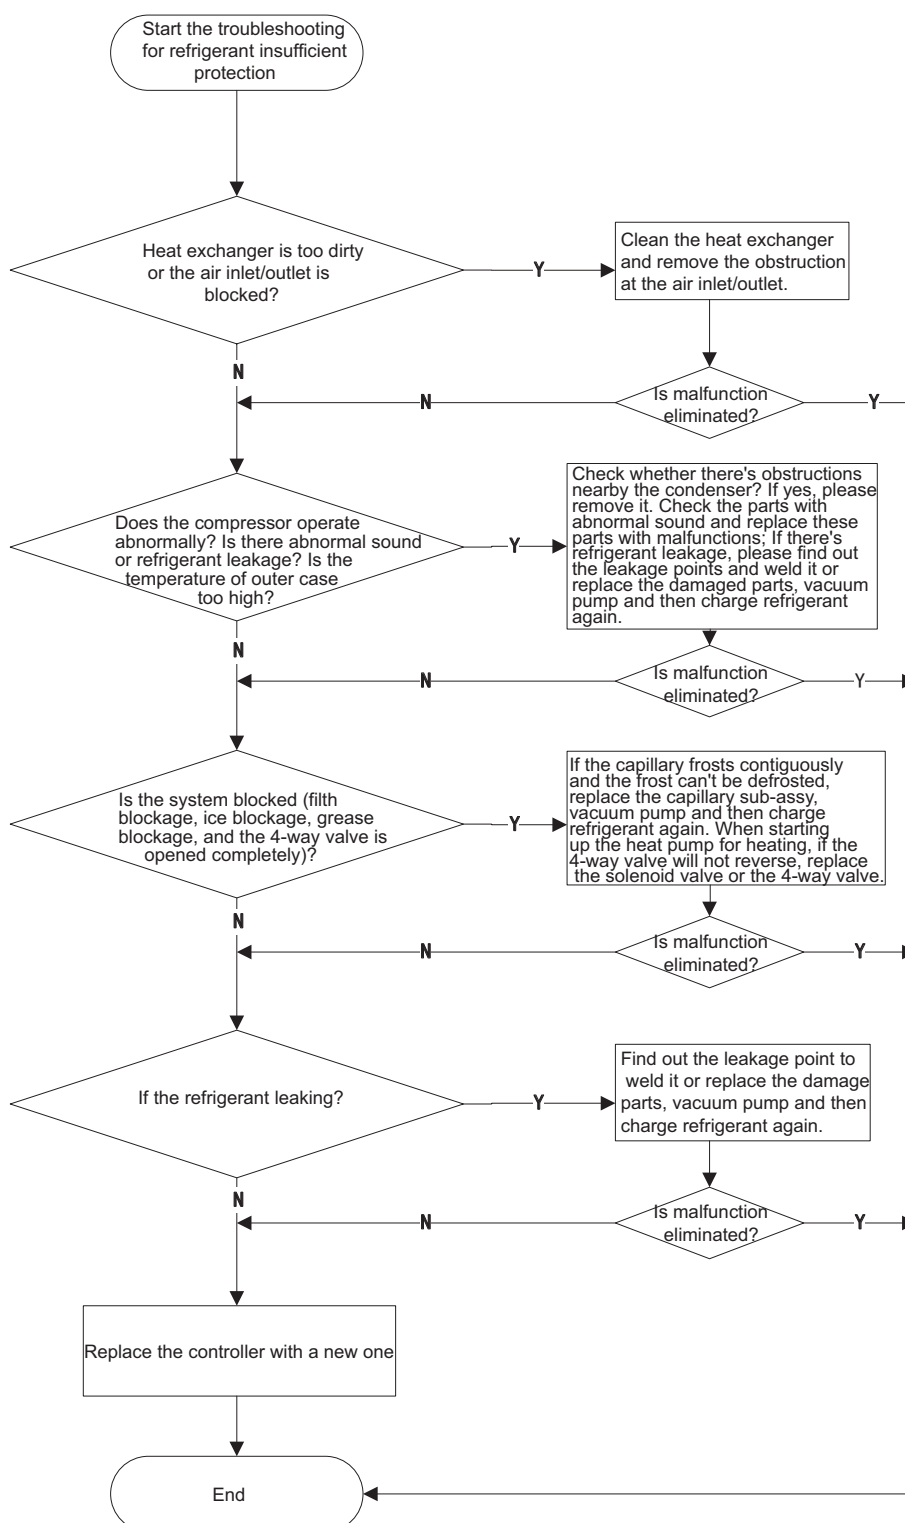 Start the troubleshooting
for refrigerant insufficient
protection
Heat exchanger is too dirty
or the air inlet/outlet is
blocked?
Y
Clean the heat exchanger
and remove the obstruction
at the air inlet/outlet.
N
Is malfunction
eliminated?
N
Y
Does the compressor operate
abnormally? Is there abnormal sound
or refrigerant leakage? Is the
temperature of outer case
too high?
Y
Check whether there's obstructions
nearby the condenser? If yes, please
remove it. Check the parts with
abnormal sound and replace these
parts with malfunctions; If there's
refrigerant leakage, please find out
the leakage points and weld it or
replace the damaged parts, vacuum
pump and then charge refrigerant
again.
N
Is malfunction
eliminated?
N
Y
Is the system blocked (filth
blockage, ice blockage, grease
blockage, and the 4-way valve is
opened completely)?
Y
If the capillary frosts contiguously
and the frost can't be defrosted,
replace the capillary sub-assy,
vacuum pump and then charge
refrigerant again. When starting
up the heat pump for heating, if the
4-way valve will not reverse, replace
the solenoid valve or the 4-way valve.
N
Is malfunction
eliminated?
N
Y
If the refrigerant leaking?
Y
Find out the leakage point to
weld it or replace the damage
parts, vacuum pump and then
charge refrigerant again.
N
Is malfunction
eliminated?
N
Y
Replace the controller with a new one
End